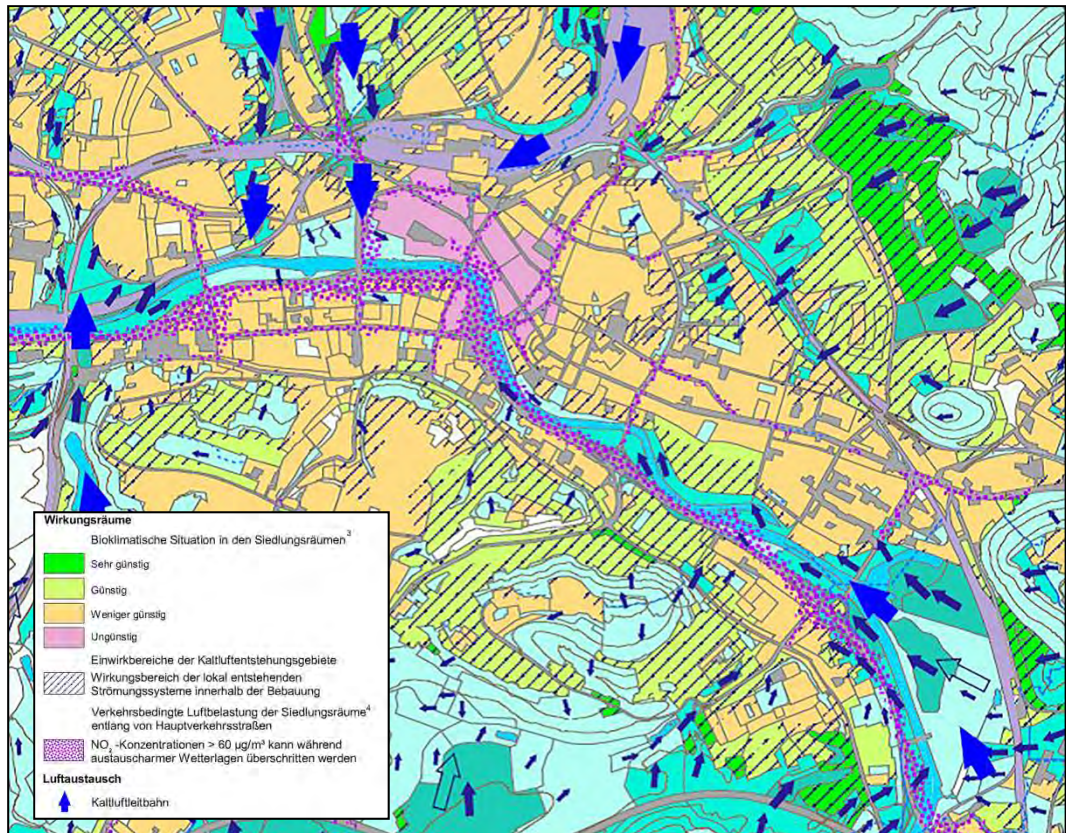 Wirkungsräume
Bioklimatische Situation in den Siedlungsräumen³
Sehr günstig
Günstig
Weniger günstig
Ungünstig
Einwirkbereiche der Kaltluftentstehungsgebiete
Wirkungsbereich der lokal entstehenden
Strömungssysteme innerhalb der Bebauung
Verkehrsbedingte Luftbelastung der Siedlungsräume⁴
entlang von Hauptverkehrsstraßen
NO₂-Konzentrationen > 60 µg/m³ kann während
austauscharmer Wetterlagen überschritten werden
Luftaustausch
Kaltluftleitbahn